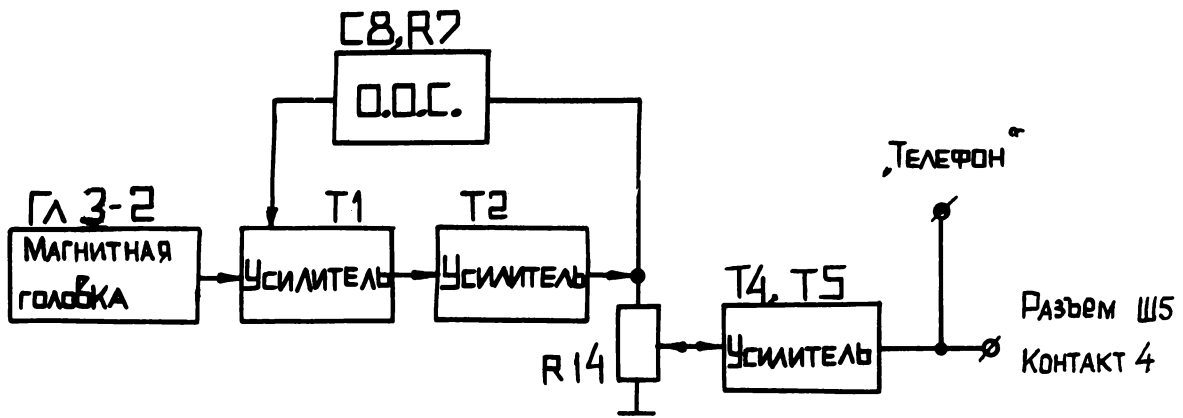 С8, R7
О.О.С.
„Телефон“
Гл 3-2
Т1
Т2
Магнитная
головка
Усилитель
Усилитель
Т4, Т5
Усилитель
R14
Разъем Ш5
Контакт 4